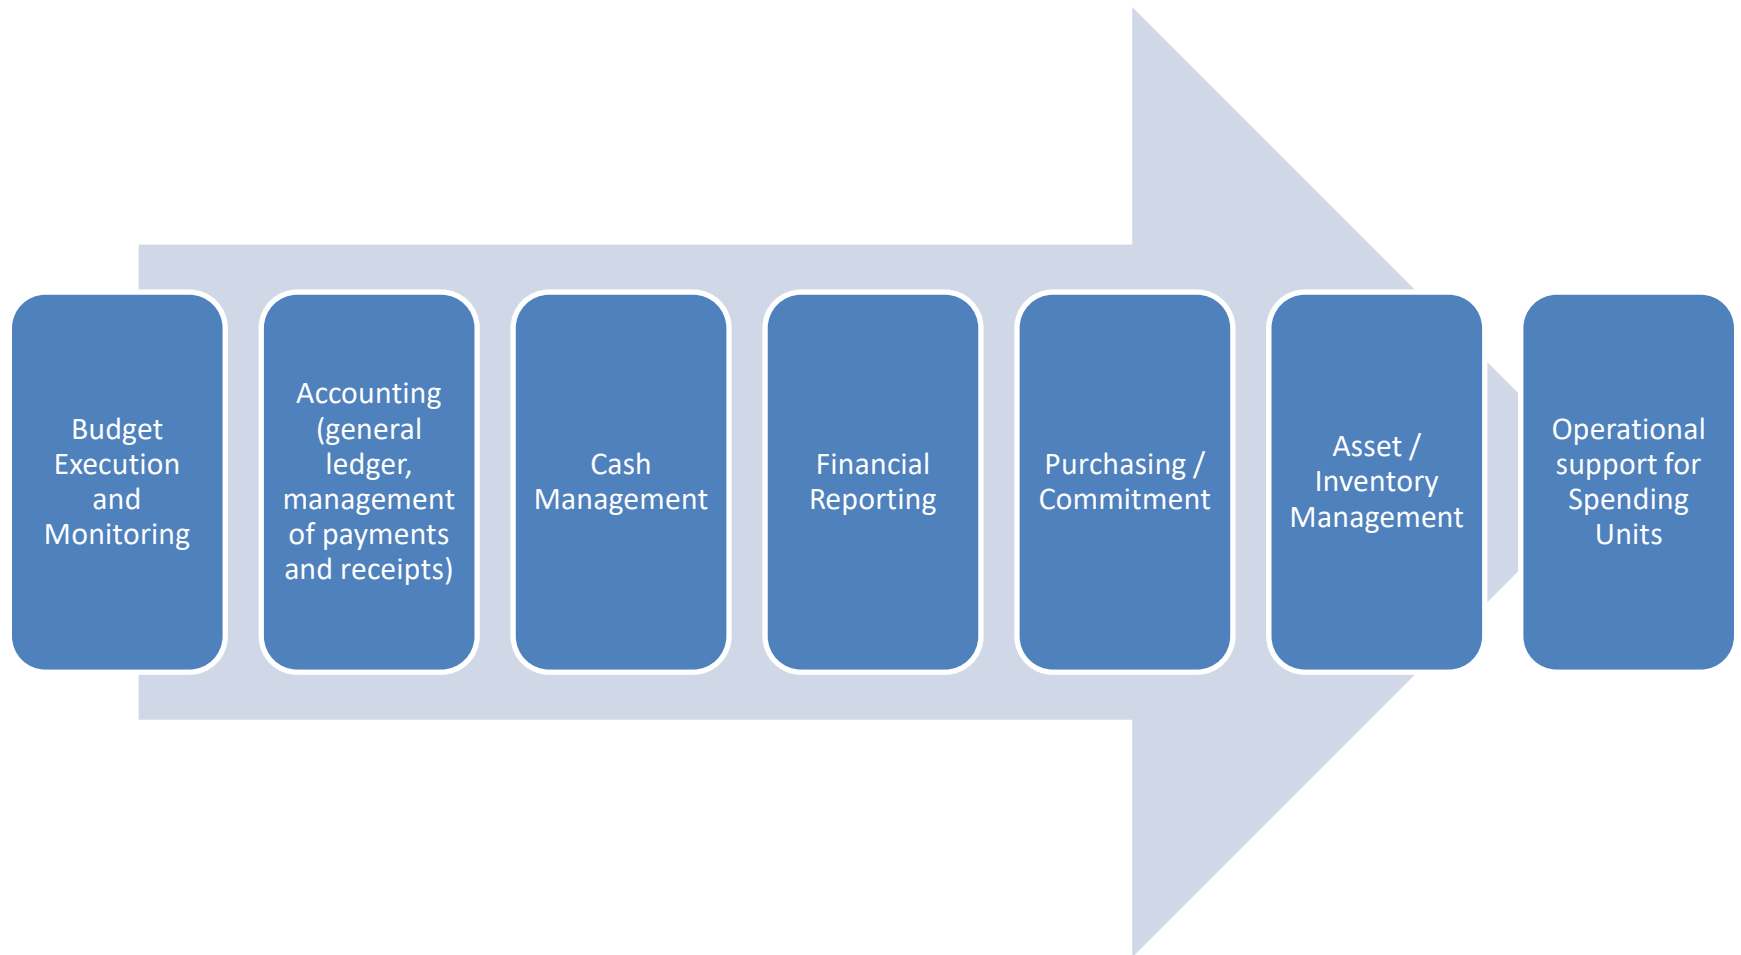 Budget
Execution
and
Monitoring
Accounting
(general
ledger,
management
of payments
and receipts)
Cash
Management
Financial
Reporting
Purchasing /
Commitment
Asset /
Inventory
Management
Operational
support for
Spending
Units